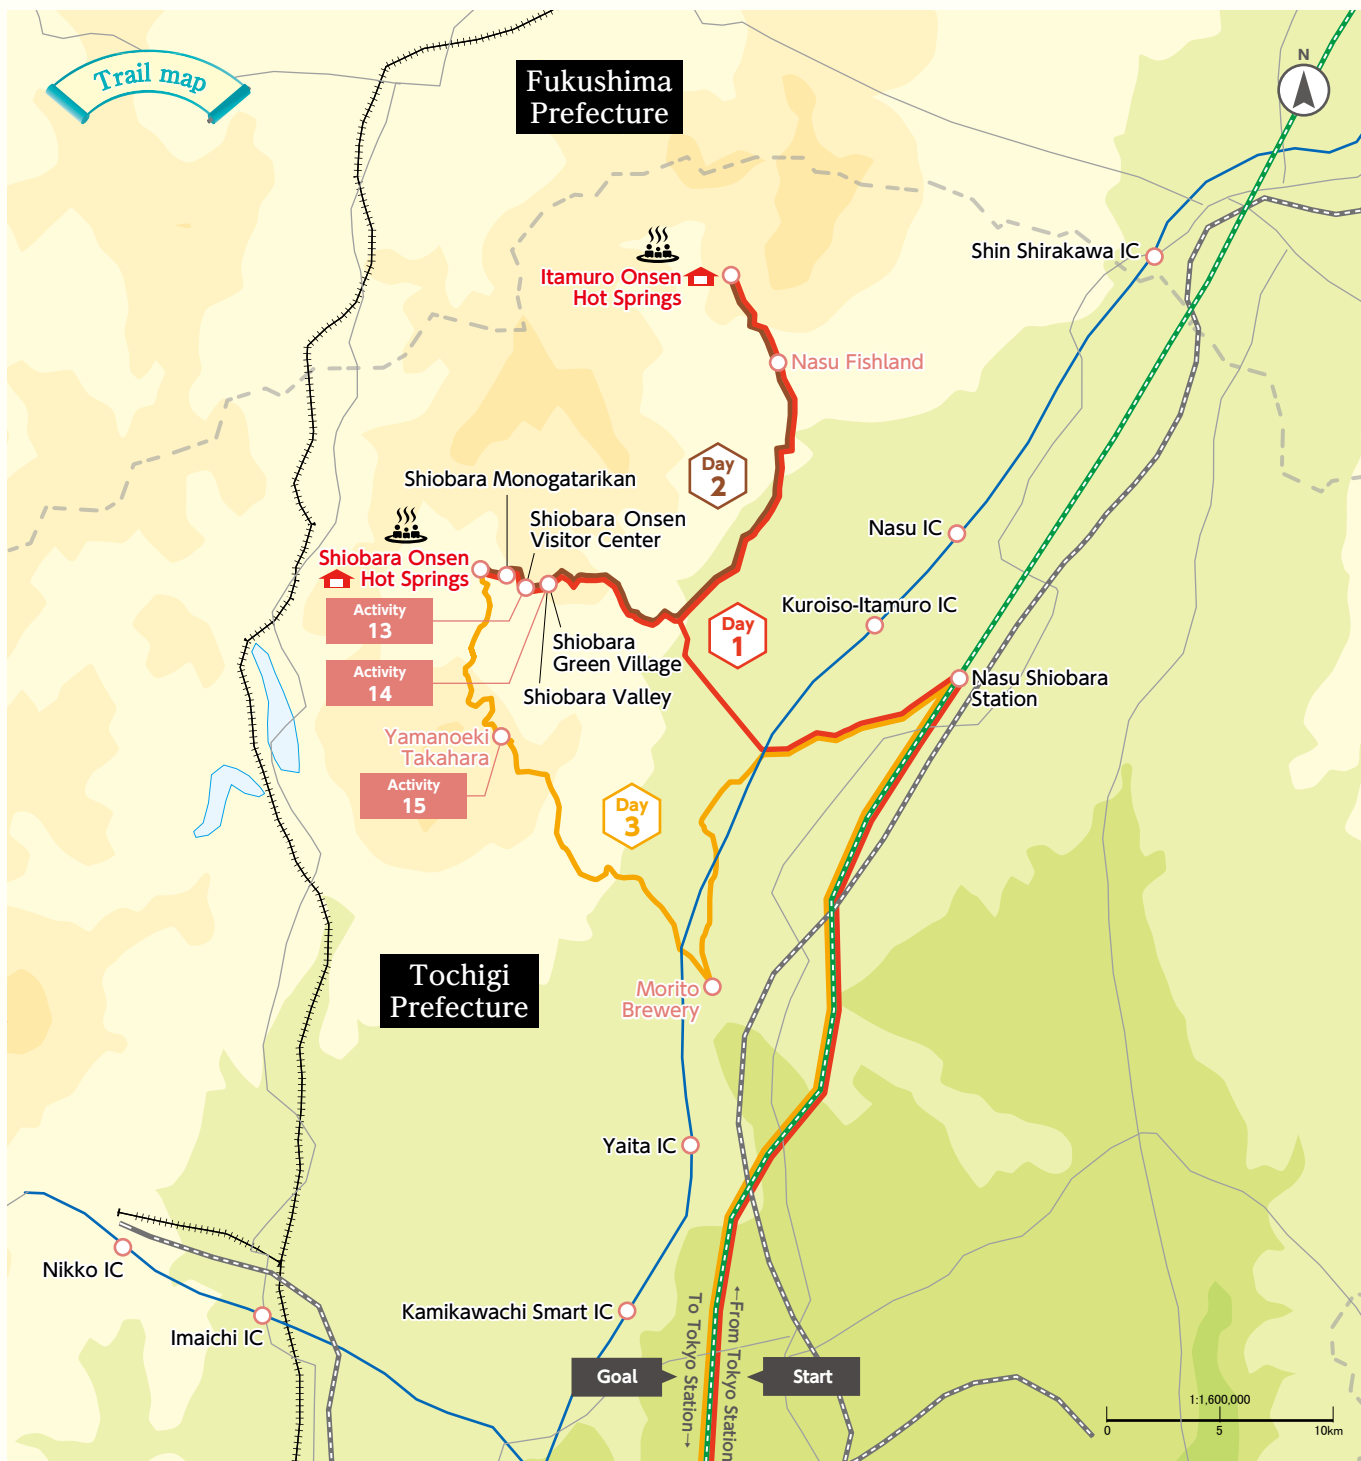 Trail map
Fukushima
Prefecture
N
Shin Shirakawa IC
Itamuro Onsen
Hot Springs
Nasu Fishland
Day
2
Shiobara Monogatarikan
Shiobara Onsen
Visitor Center
Nasu IC
Shiobara Onsen
Hot Springs
Activity
13
Kuroiso-Itamuro IC
Day
1
Shiobara
Green Village
Activity
14
Shiobara Valley
Nasu Shiobara
Station
Yamanoeki
Takahara
Activity
15
Day
3
Tochigi
Prefecture
Morito
Brewery
Yaita IC
Nikko IC
Imaichi IC
Kamikawachi Smart IC
To Tokyo Station→
←From Tokyo Station
Goal
Start
1:1,600,000
0 5 10km